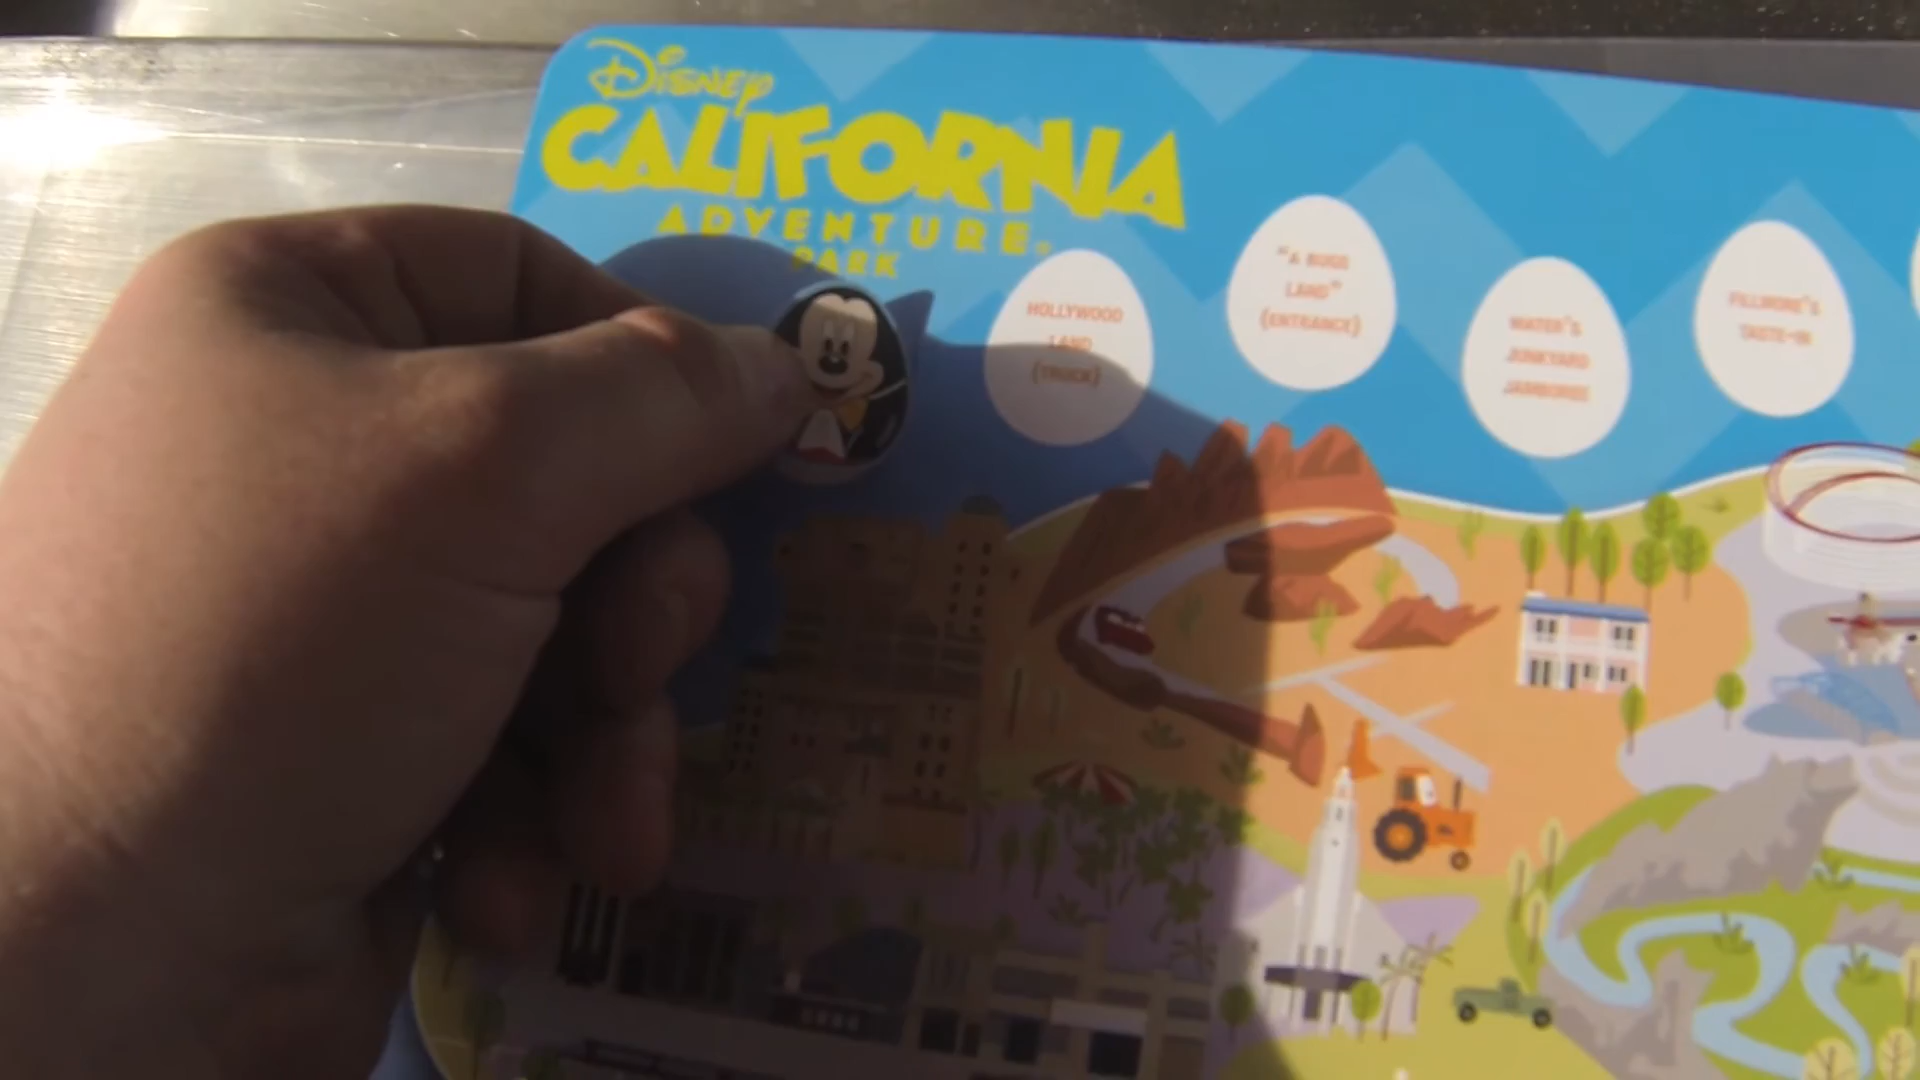 Disney
CALIFORNIA
ADVENTURE
PARK
HOLLYWOOD
LAND
(TRUCK)
"A BUGS
LAND"
(ENTRANCE)
MATER'S
JUNKYARD
JAMBOREE
FILLMORE'S
TASTE-IN